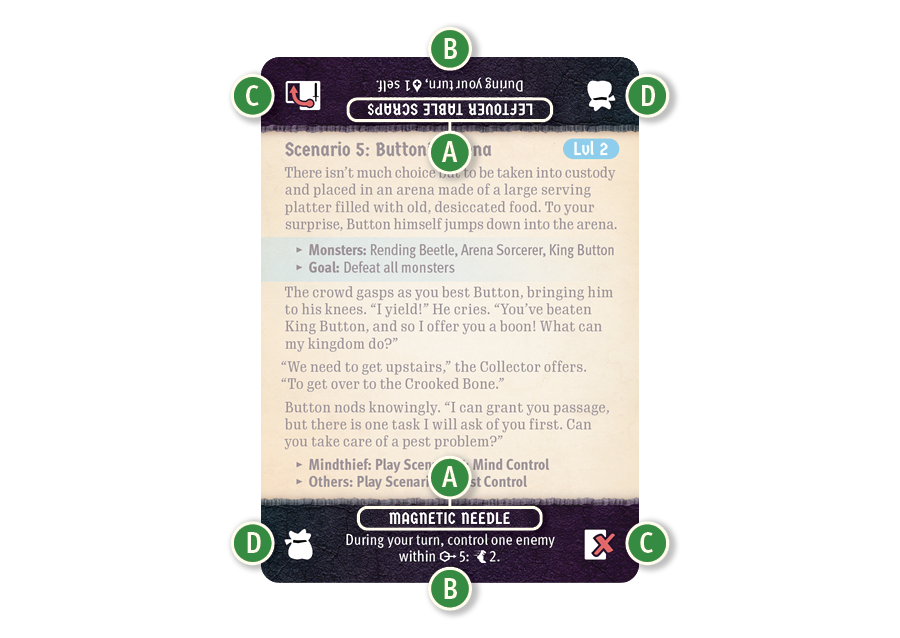 B
C
D
LEFTOVER TABLE SCRAPS
During your turn, 1 self.
A
Scenario 5:
Lvl 2
There isn't much choice but to be taken into custody
and placed in an arena made of a large serving
platter filled with old, desiccated food. To your
surprise, Button himself jumps down into the arena.
▸ Monsters: Rending Beetle, Arena Sorcerer, King Button
▸ Goal: Defeat all monsters
The crowd gasps as you best Button, bringing him
to his knees. “I yield!” He cries. “You’ve beaten
King Button, and so I offer you a boon! What can
my kingdom do?”
“We need to get upstairs,” the Collector offers.
“To get over to the Crooked Bone.”
Button nods knowingly. “I can grant you passage,
but there is one task I will ask of you first. Can
you take care of a pest problem?”
▸ Mindthief: Play Mind Control
▸ Others: Play Control
A
MAGNETIC NEEDLE
D
During your turn, control one enemy
within 5: 2.
C
B